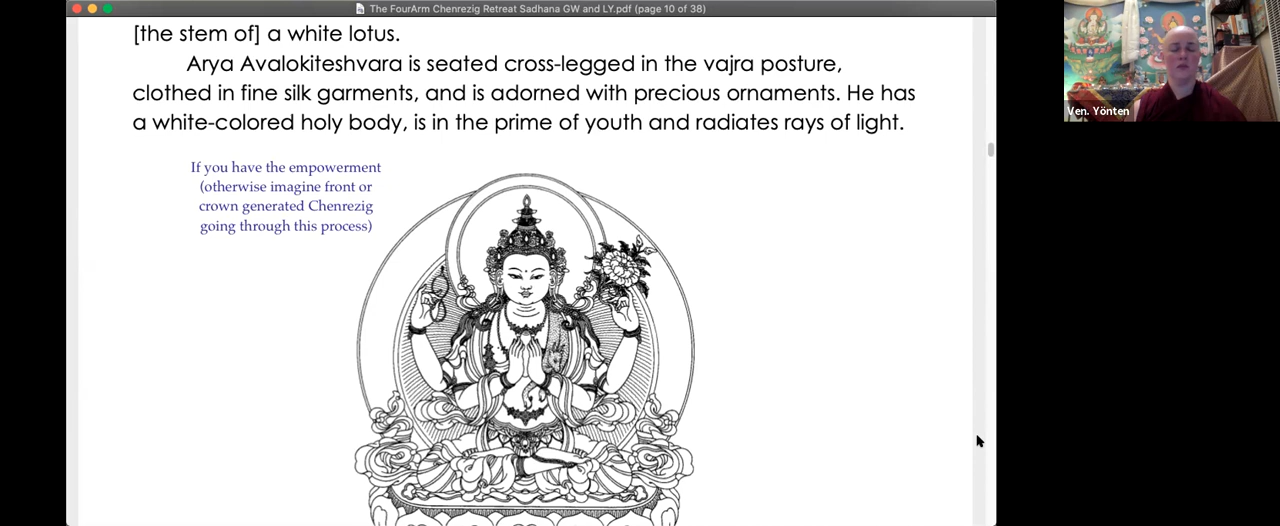 The FourArm Chenrezig Retreat Sadhana GW and LY.pdf (page 10 of 38)
[the stem of] a white lotus.
Arya Avalokiteshvara is seated cross-legged in the vajra posture,
clothed in fine silk garments, and is adorned with precious ornaments. He has
a white-colored holy body, is in the prime of youth and radiates rays of light.
If you have the empowerment
(otherwise imagine front or
crown generated Chenrezig
going through this process)
Ven. Yönten